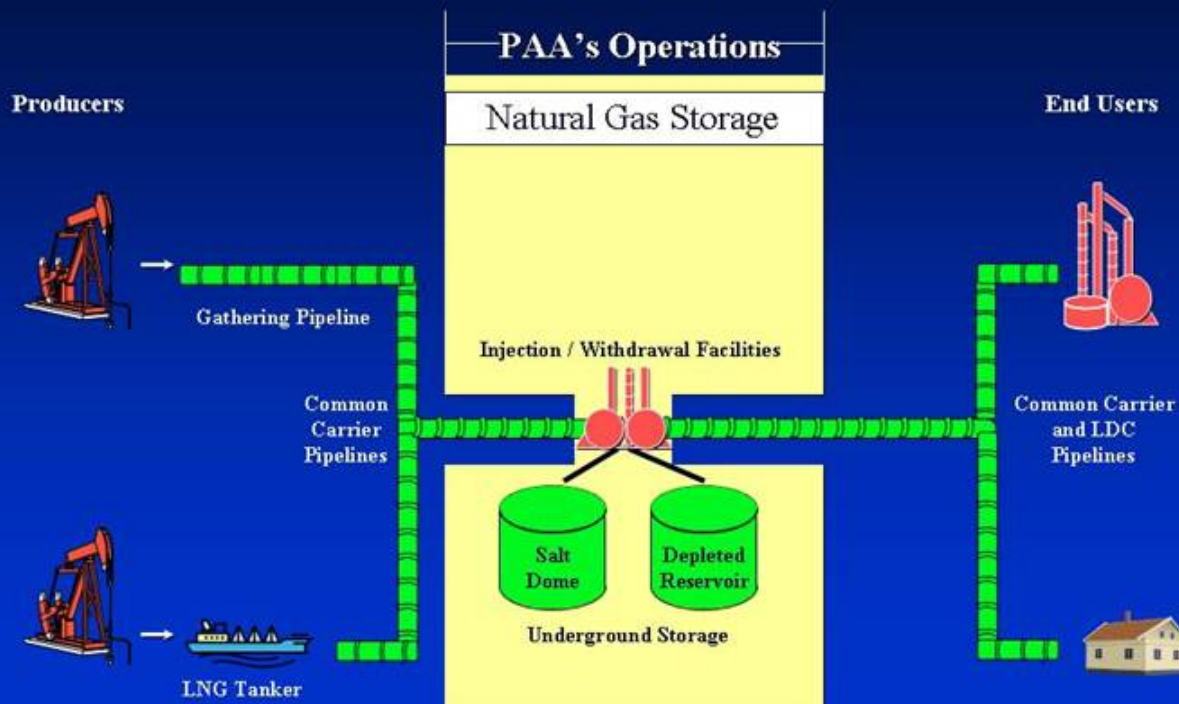 PAA's Operations
Natural Gas Storage
Producers
End Users
Gathering Pipeline
Injection / Withdrawal Facilities
Common
Carrier
Pipelines
Common Carrier
and LDC
Pipelines
Salt
Dome
Depleted
Reservoir
Underground Storage
LNG Tanker